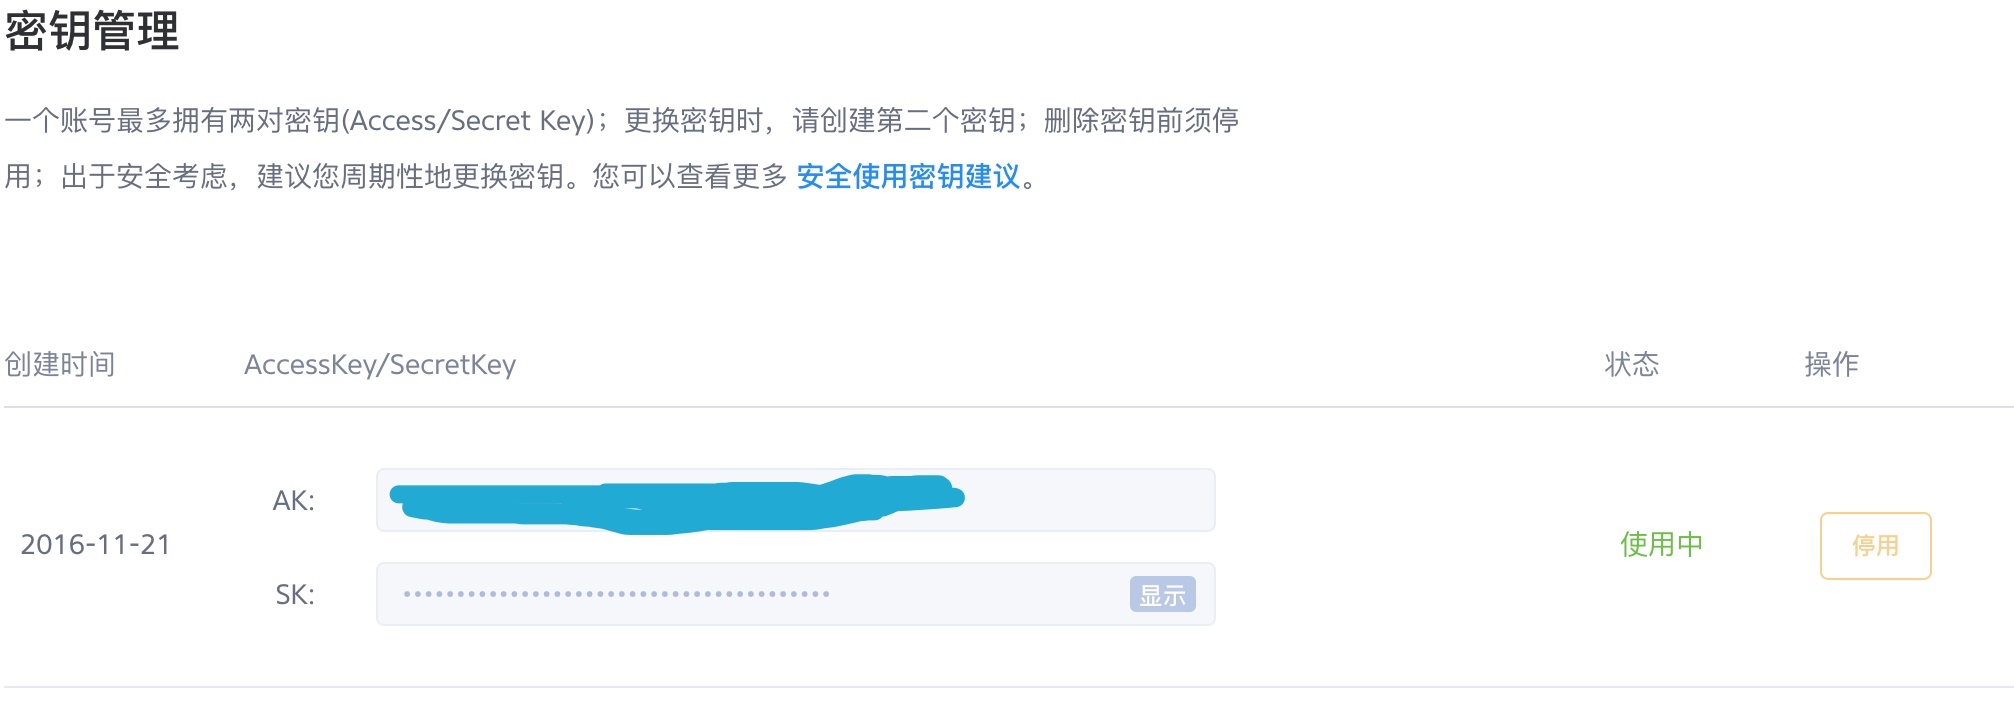 密钥管理
一个账号最多拥有两对密钥(Access/Secret Key)；更换密钥时，请创建第二个密钥；删除密钥前须停
用；出于安全考虑，建议您周期性地更换密钥。您可以查看更多 安全使用密钥建议。
创建时间 AccessKey/SecretKey 状态 操作
AK:
2016-11-21 使用中 停用
SK: •••••••••••••••••••••••••••••••••••••••• 显示